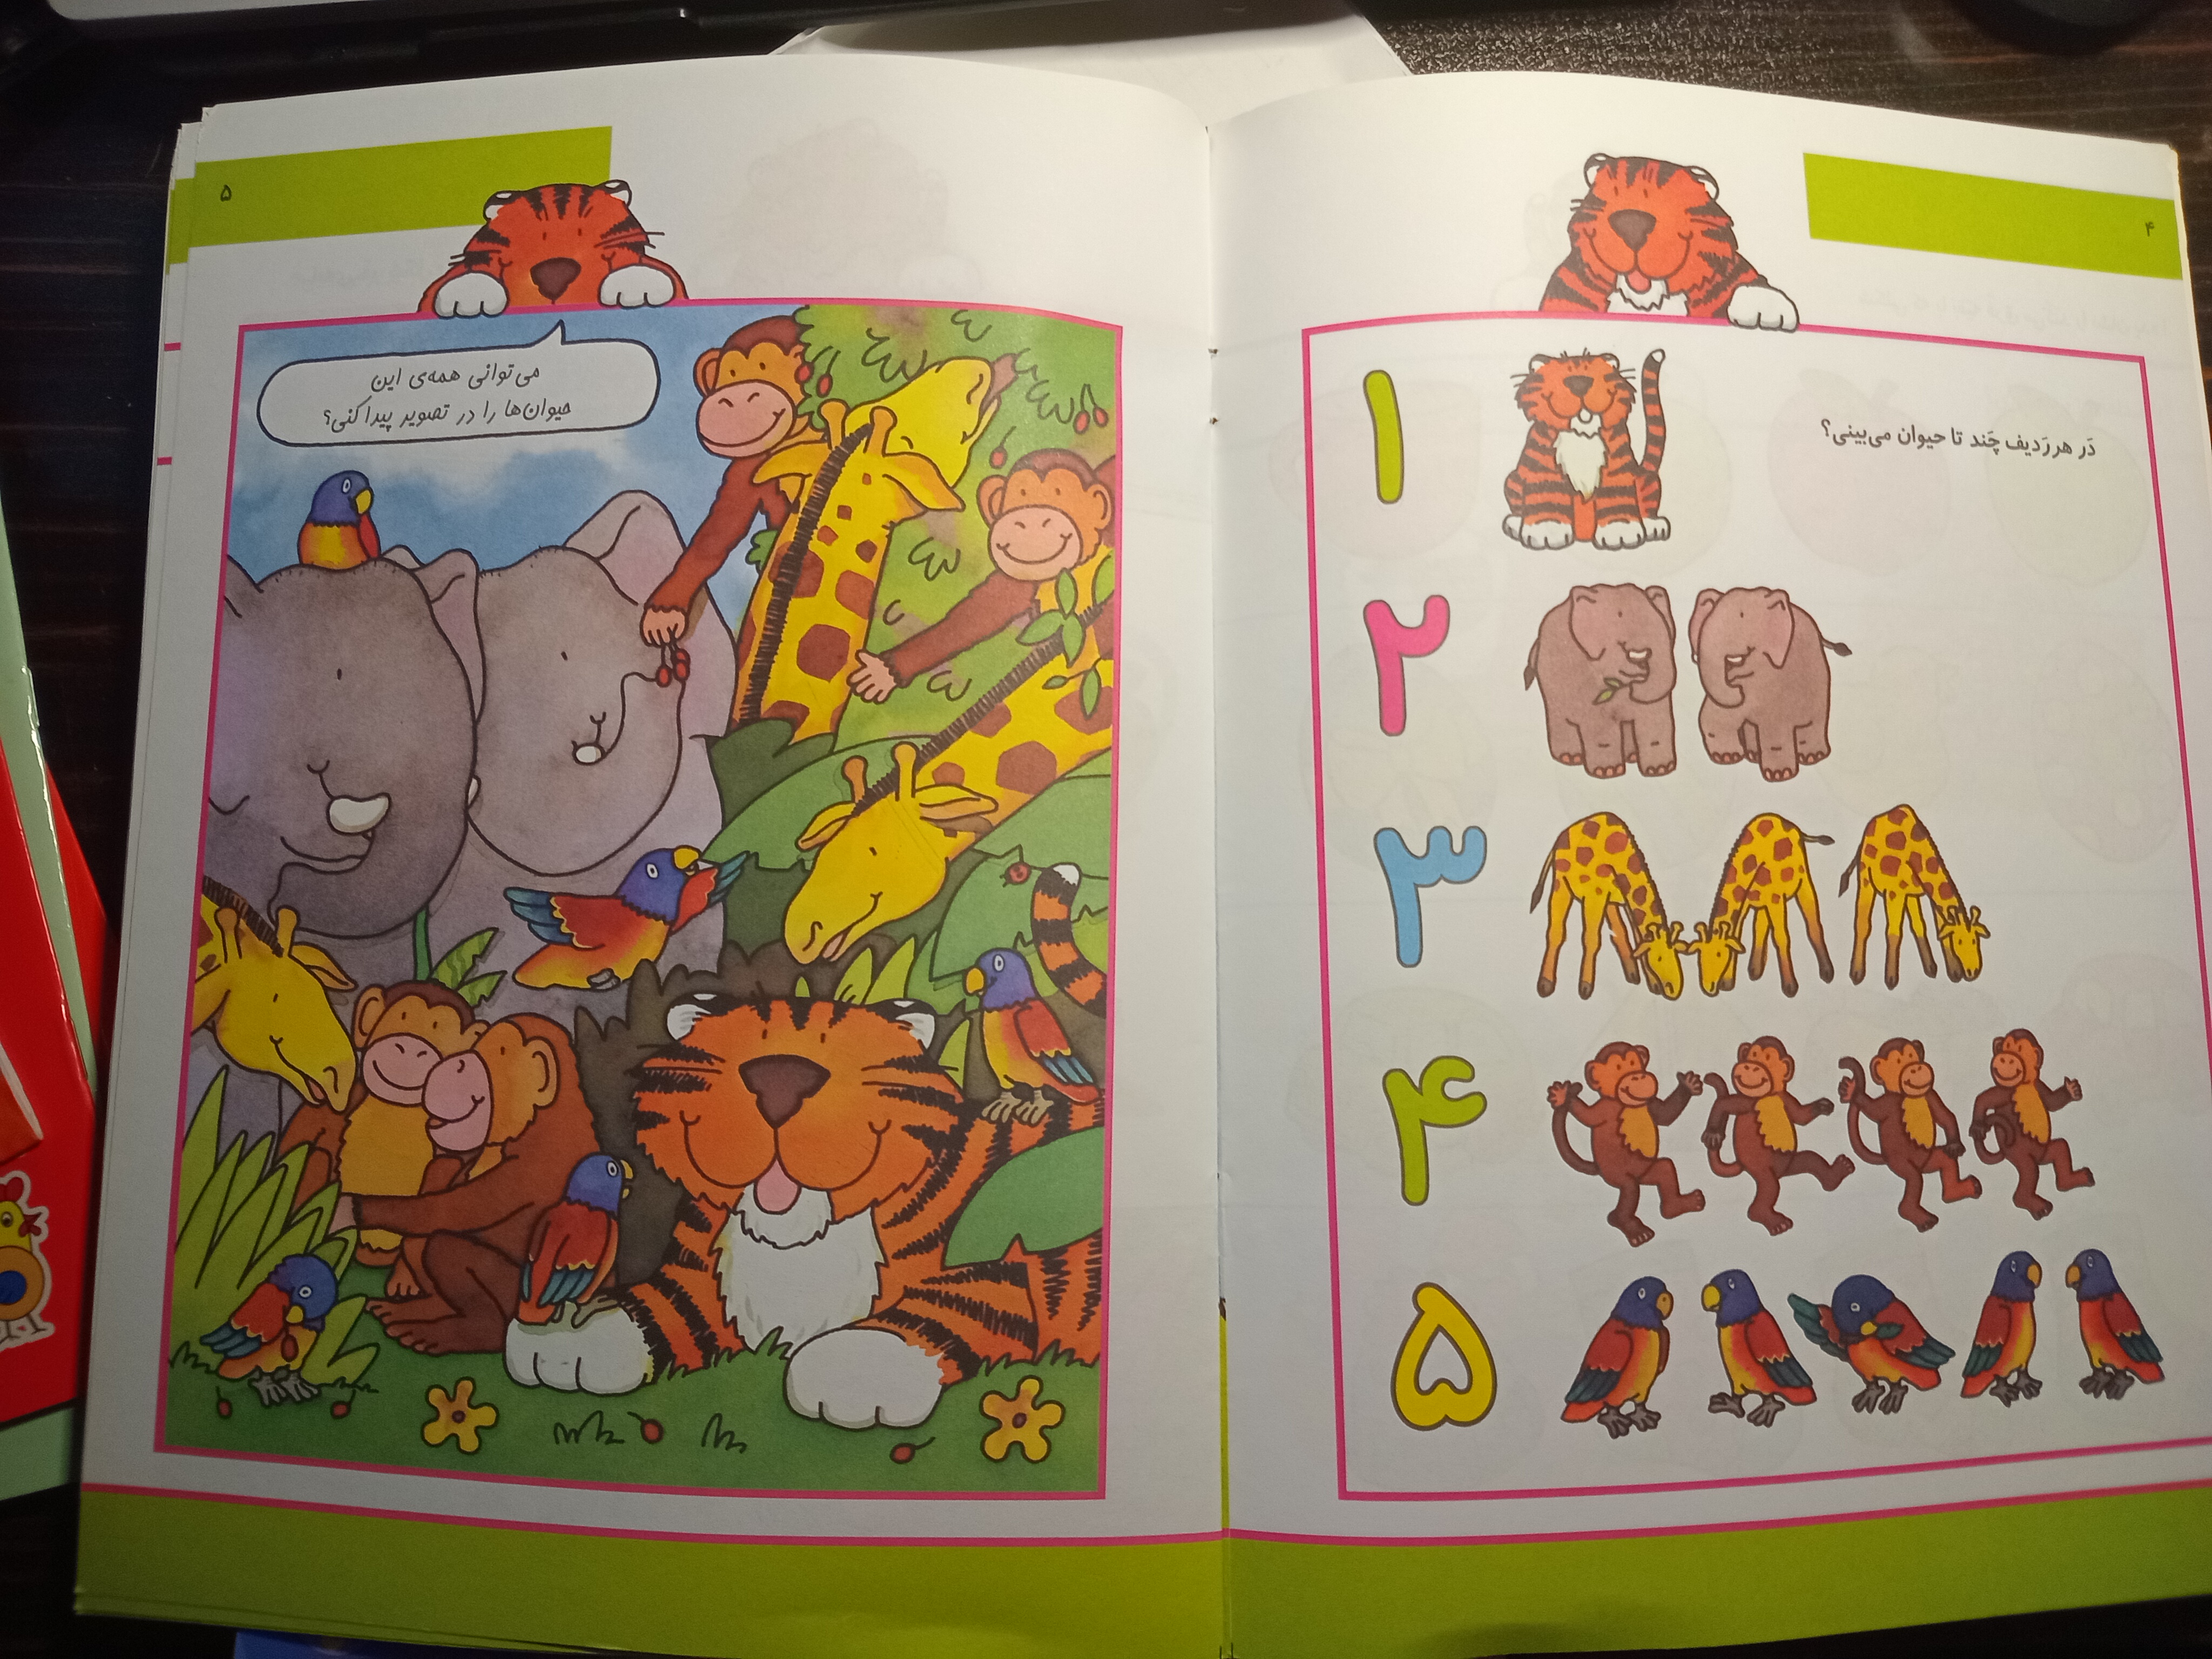 ۴
دَر هر رَدیف چَند تا حیوان می‌بینی؟
۱
۲
۳
۴
۵
۵
می‌توانی همه‌ی این
حیوان‌ها را در تصویر پیدا کنی؟